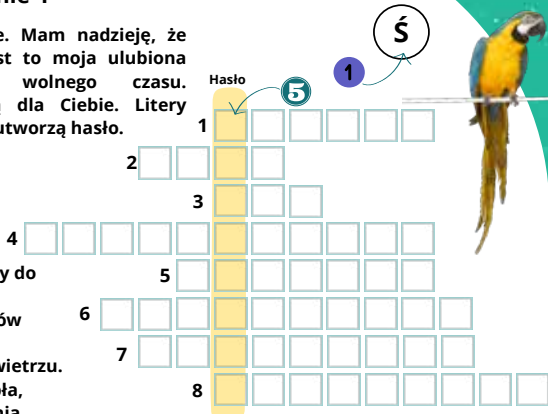 e. Mam nadzieję, że
st to moja ulubiona
wolnego czasu.
dla Ciebie. Litery
utworzą hasło.
Hasło
Ś
1
5
1
2
3
4
5
6
7
8
y do
ów
wietrzu.
oła,